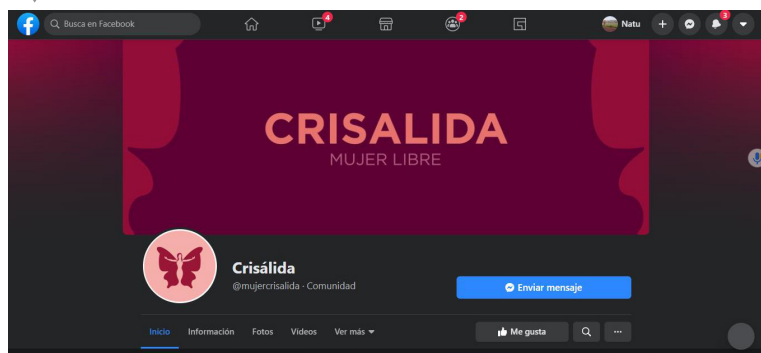 Busca en Facebook
4
2
Natu
3
CRISALIDA
MUJER LIBRE
Crisálida
@mujercrisalida · Comunidad
Enviar mensaje
Inicio Información Fotos Vídeos Ver más
Me gusta